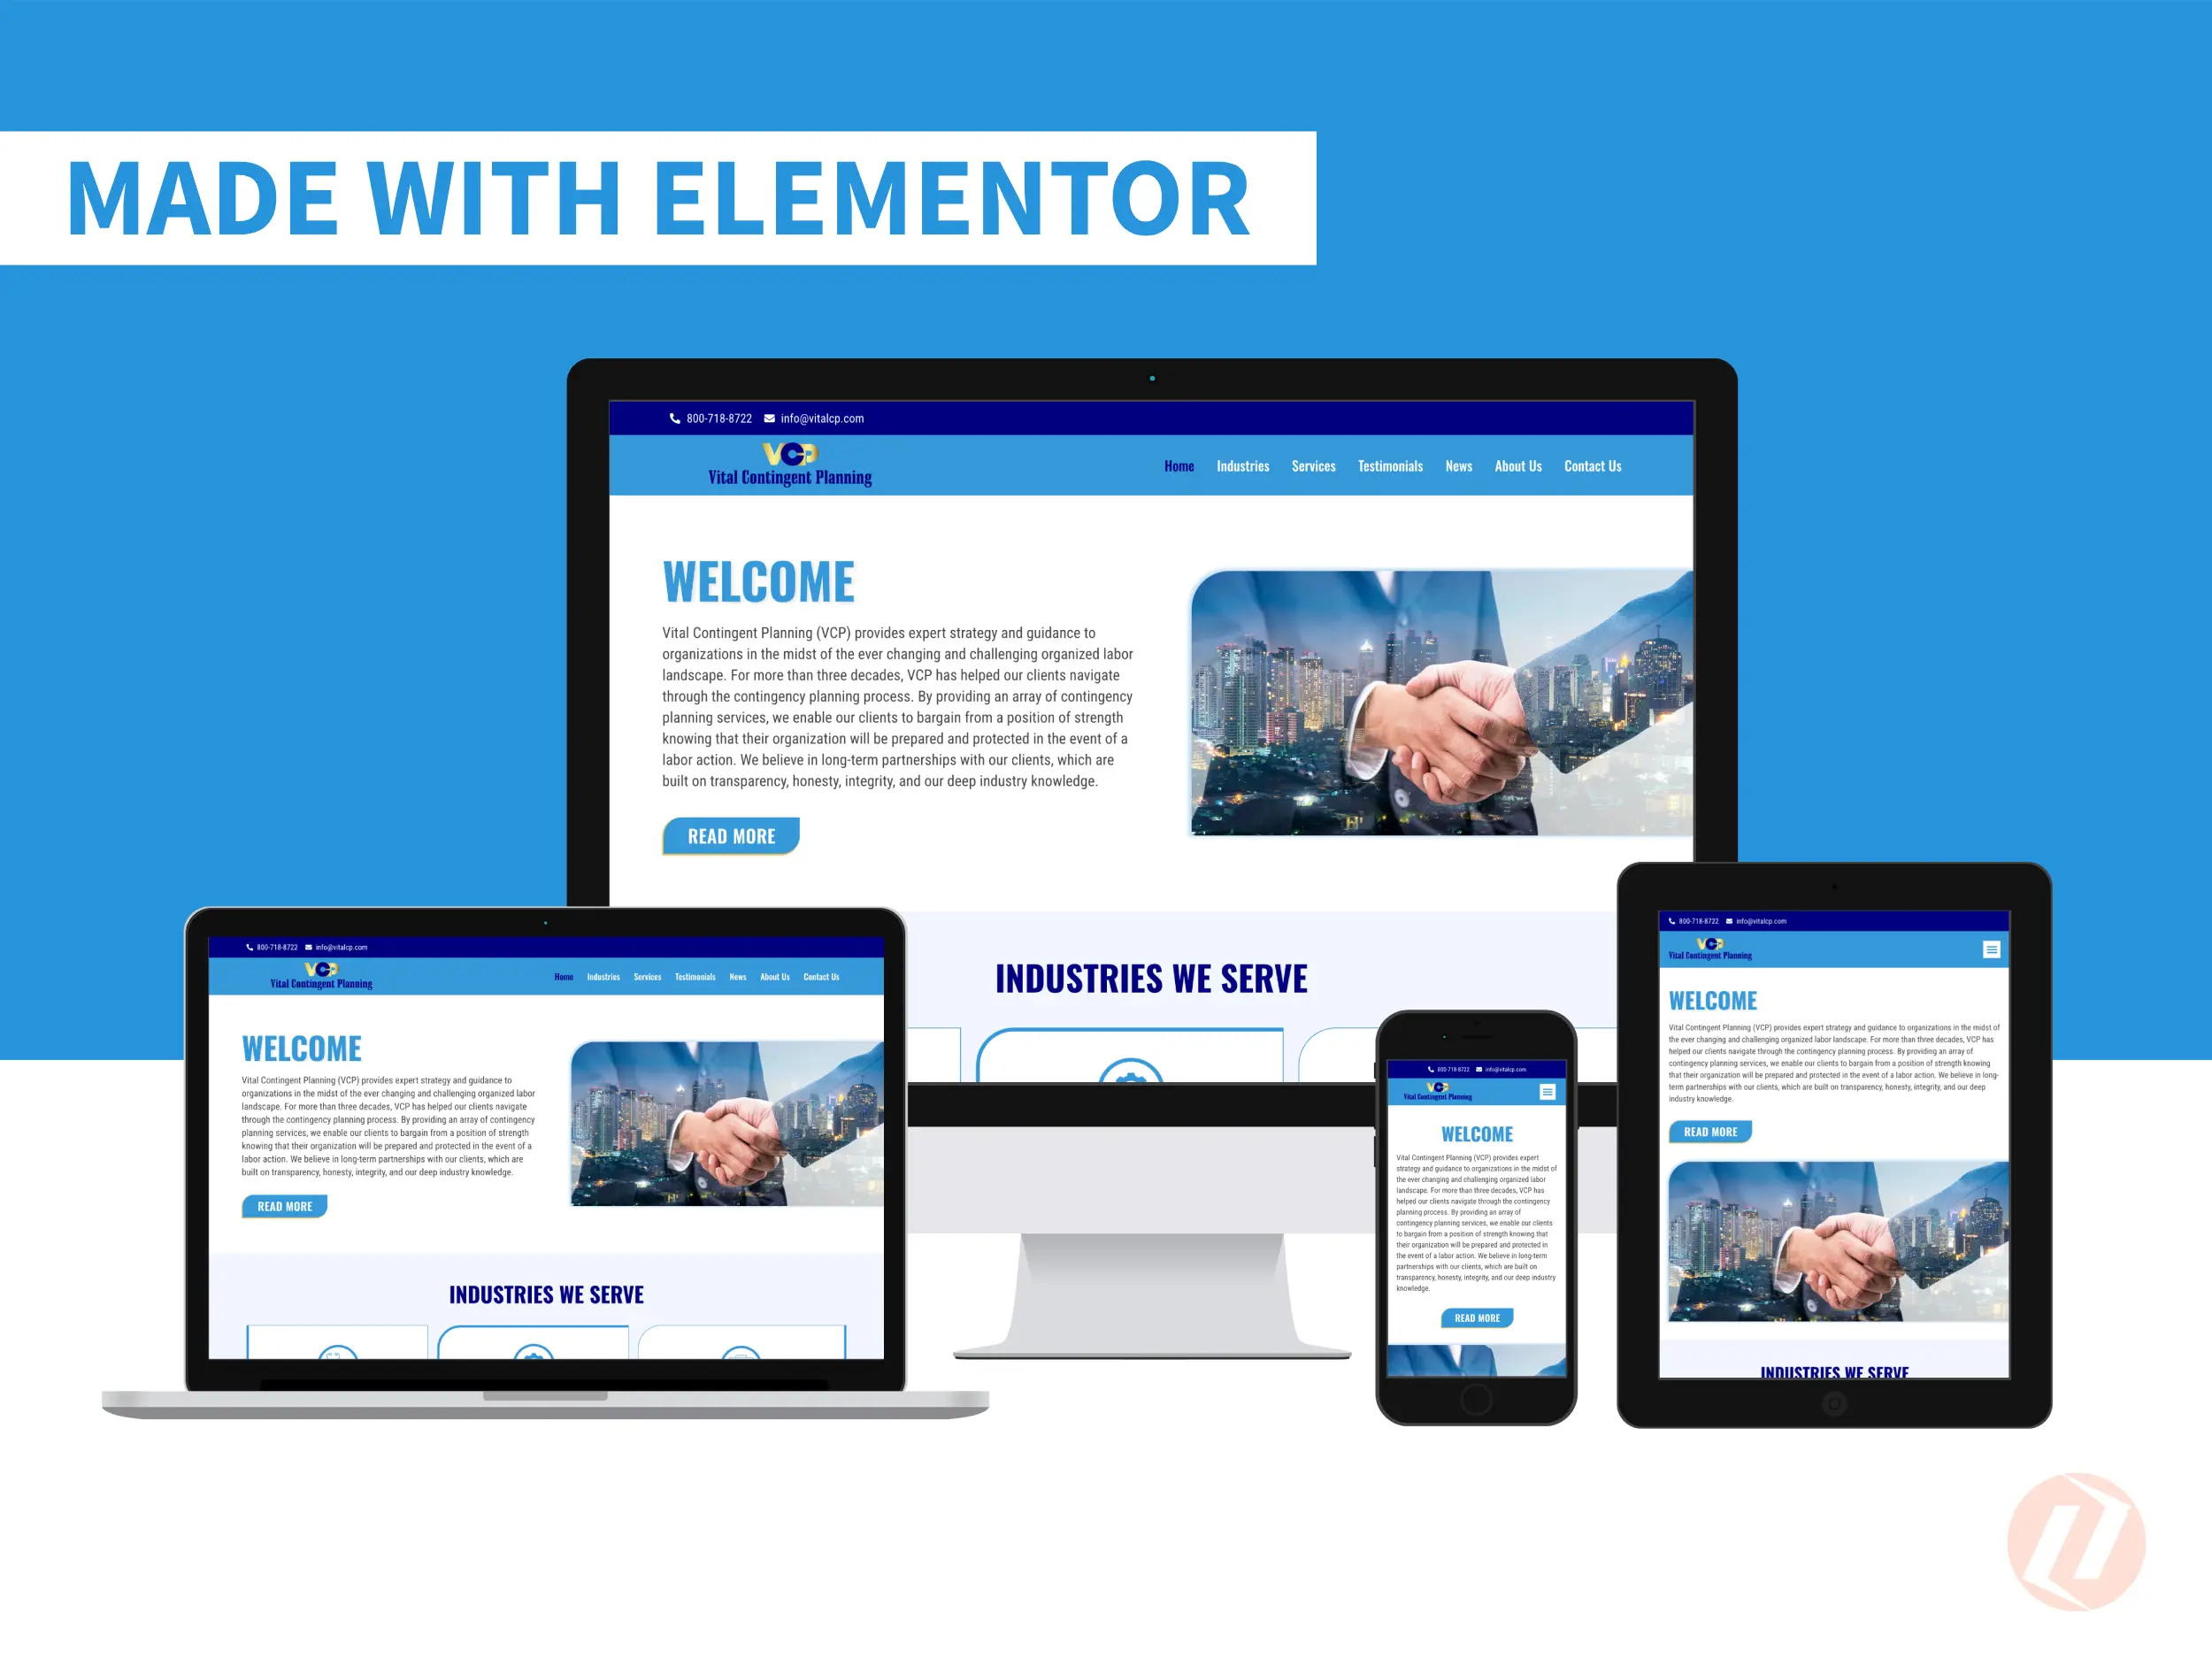 MADE WITH ELEMENTOR
800-718-8722 info@vitalcp.com
VCP
Vital Contingent Planning
Home Industries Services Testimonials News About Us Contact Us
WELCOME
Vital Contingent Planning (VCP) provides expert strategy and guidance to
organizations in the midst of the ever changing and challenging organized labor
landscape. For more than three decades, VCP has helped our clients navigate
through the contingency planning process. By providing an array of contingency
planning services, we enable our clients to bargain from a position of strength
knowing that their organization will be prepared and protected in the event of a
labor action. We believe in long-term partnerships with our clients, which are
built on transparency, honesty, integrity, and our deep industry knowledge.
READ MORE
INDUSTRIES WE SERVE
800-718-8722 info@vitalcp.com
VCP
Vital Contingent Planning
Home Industries Services Testimonials News About Us Contact Us
WELCOME
Vital Contingent Planning (VCP) provides expert strategy and guidance to
organizations in the midst of the ever changing and challenging organized labor
landscape. For more than three decades, VCP has helped our clients navigate
through the contingency planning process. By providing an array of contingency
planning services, we enable our clients to bargain from a position of strength
knowing that their organization will be prepared and protected in the event of a
labor action. We believe in long-term partnerships with our clients, which are
built on transparency, honesty, integrity, and our deep industry knowledge.
READ MORE
INDUSTRIES WE SERVE
800-718-8722 info@vitalcp.com
VCP
Vital Contingent Planning
WELCOME
Vital Contingent Planning (VCP) provides expert
strategy and guidance to organizations in the midst of
the ever changing and challenging organized labor
landscape. For more than three decades, VCP has
helped our clients navigate through the contingency
planning process. By providing an array of
contingency planning services, we enable our clients
to bargain from a position of strength knowing that
their organization will be prepared and protected in
the event of a labor action. We believe in long-term
partnerships with our clients, which are built on
transparency, honesty, integrity, and our deep industry
knowledge.
READ MORE
800-718-8722 info@vitalcp.com
VCP
Vital Contingent Planning
WELCOME
Vital Contingent Planning (VCP) provides expert strategy and guidance to organizations in the midst of
the ever changing and challenging organized labor landscape. For more than three decades, VCP has
helped our clients navigate through the contingency planning process. By providing an array of
contingency planning services, we enable our clients to bargain from a position of strength knowing
that their organization will be prepared and protected in the event of a labor action. We believe in long-
term partnerships with our clients, which are built on transparency, honesty, integrity, and our deep
industry knowledge.
READ MORE
INDUSTRIES WE SERVE